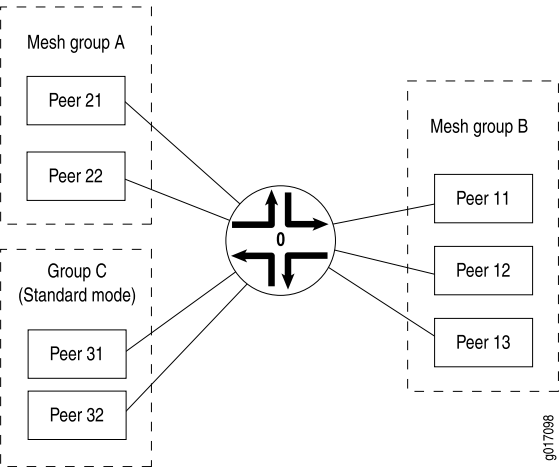 Mesh group A
Peer 21
Peer 22
Group C
(Standard mode)
Peer 31
Peer 32
0
Mesh group B
Peer 11
Peer 12
Peer 13
g017098